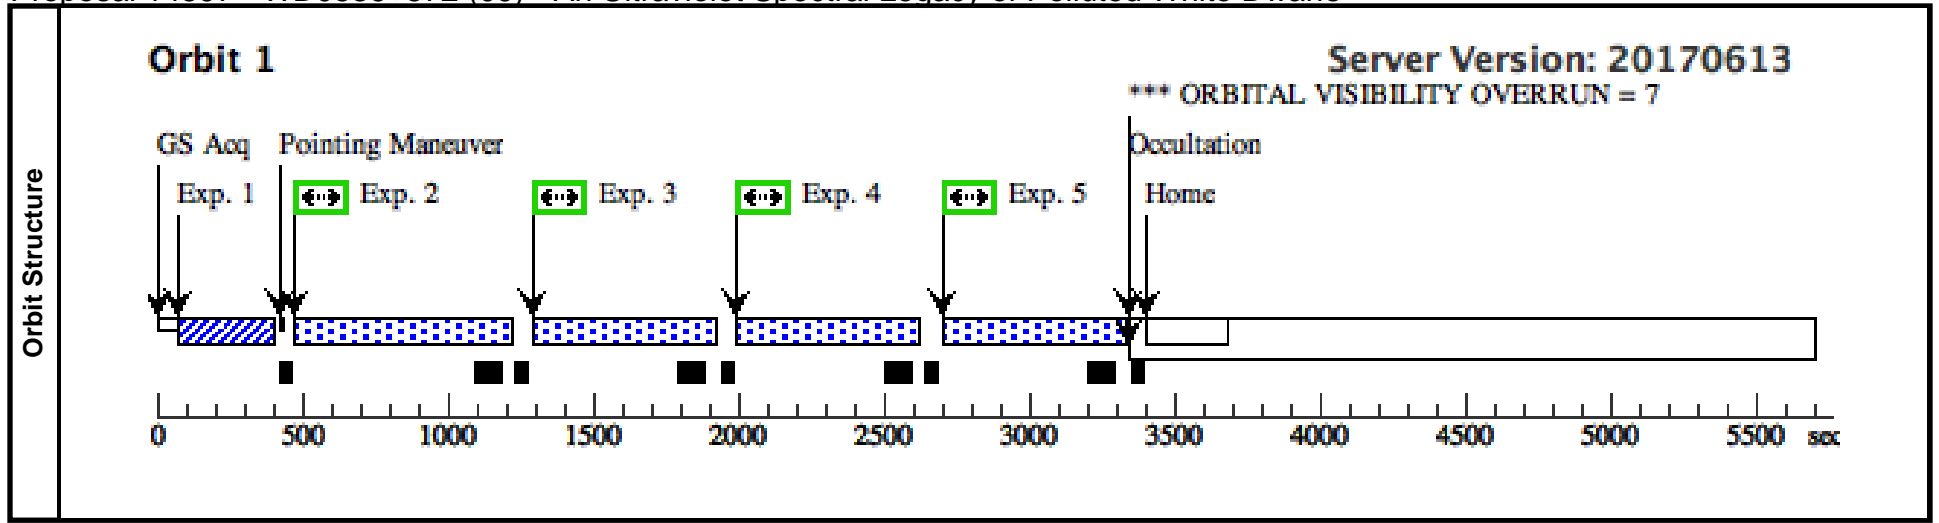 Orbit Structure
Orbit 1
Server Version: 20170613
*** ORBITAL VISIBILITY OVERRUN = 7
GS Acq Pointing Maneuver Occultation
Exp. 1 Exp. 2 Exp. 3 Exp. 4 Exp. 5 Home
0 500 1000 1500 2000 2500 3000 3500 4000 4500 5000 5500 sec